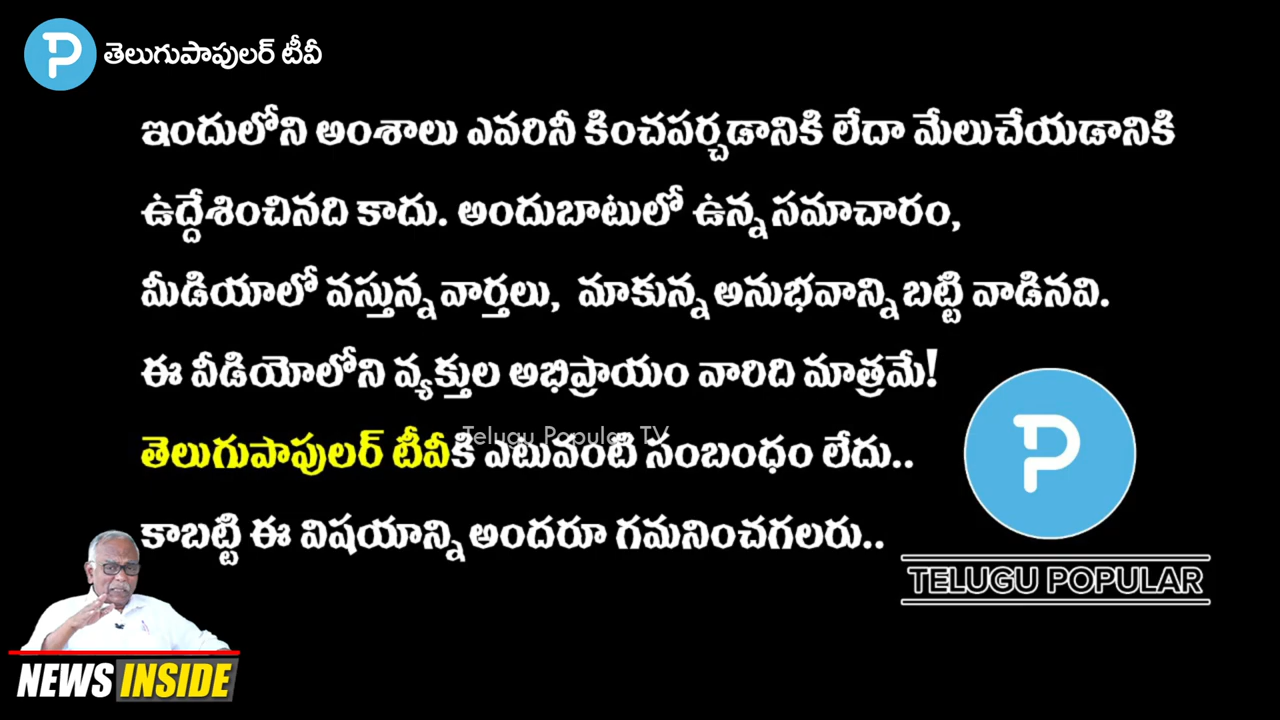 తెలుగుపాపులర్ టీవీ
ఇందులోని అంశాలు ఎవరినీ కించపర్చడానికి లేదా మేలుచేయడానికి
ఉద్దేశించినది కాదు. అందుబాటులో ఉన్న సమాచారం,
మీడియాలో వస్తున్న వార్తలు, మాకున్న అనుభవాన్ని బట్టి వాడినవి.
ఈ వీడియోలోని వ్యక్తుల అభిప్రాయం వారిది మాత్రమే!
Telugu Popular TV
తెలుగుపాపులర్ టీవీకి ఎటువంటి సంబంధం లేదు..
కాబట్టి ఈ విషయాన్ని అందరూ గమనించగలరు..
TELUGU POPULAR
NEWS INSIDE